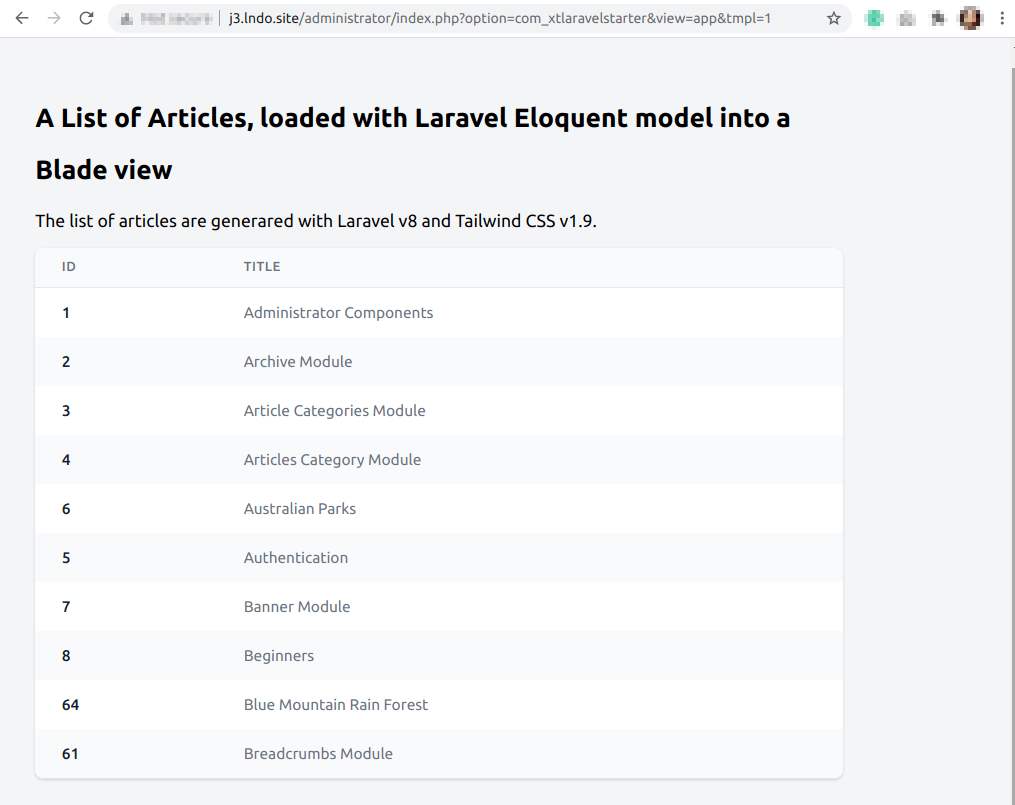 j3.lndo.site/administrator/index.php?option=com_xtlaravelstarter&view=app&tmpl=1
A List of Articles, loaded with Laravel Eloquent model into a
Blade view
The list of articles are generared with Laravel v8 and Tailwind CSS v1.9.
ID TITLE
1 Administrator Components
2 Archive Module
3 Article Categories Module
4 Articles Category Module
6 Australian Parks
5 Authentication
7 Banner Module
8 Beginners
64 Blue Mountain Rain Forest
61 Breadcrumbs Module